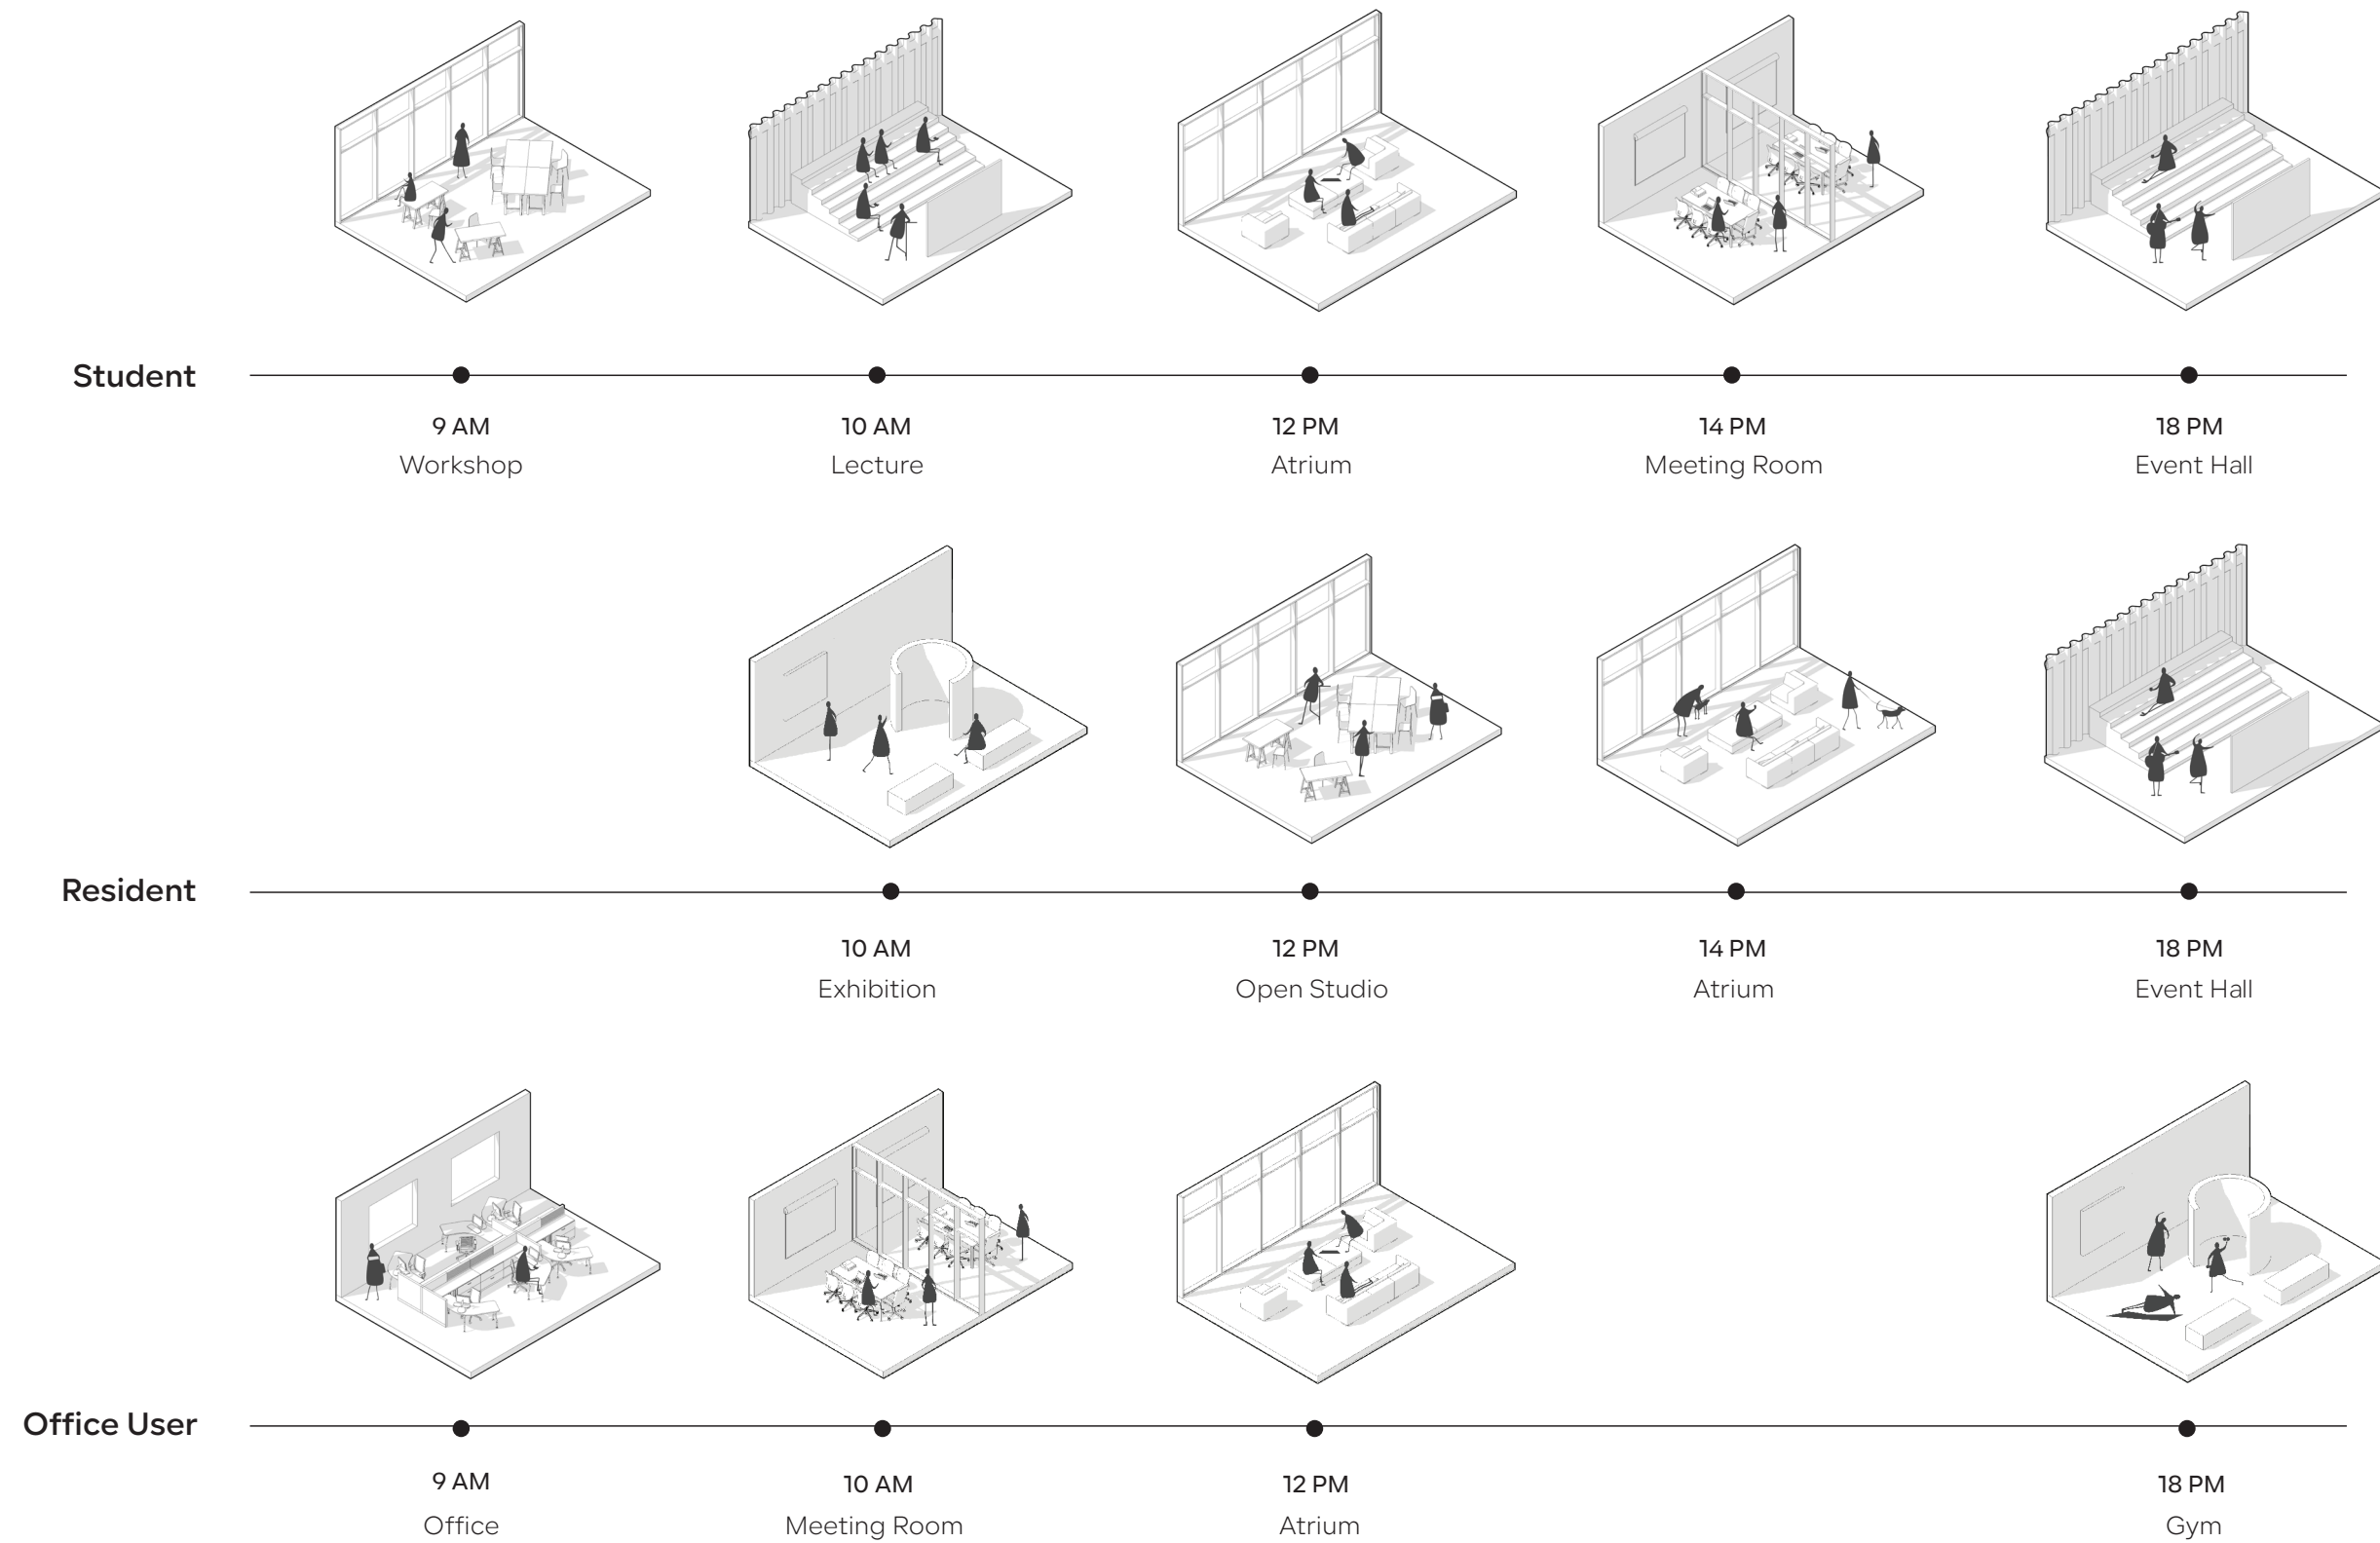 Student
9 AM
10 AM
12 PM
14 PM
18 PM
Workshop
Lecture
Atrium
Meeting Room
Event Hall
Resident
10 AM
12 PM
14 PM
18 PM
Exhibition
Open Studio
Atrium
Event Hall
Office User
9 AM
10 AM
12 PM
18 PM
Office
Meeting Room
Atrium
Gym